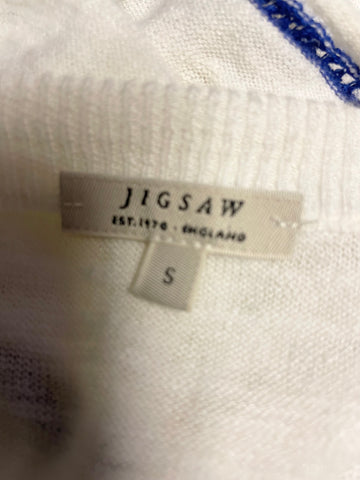 JIGSAW
EST. 1970 · ENGLAND
S